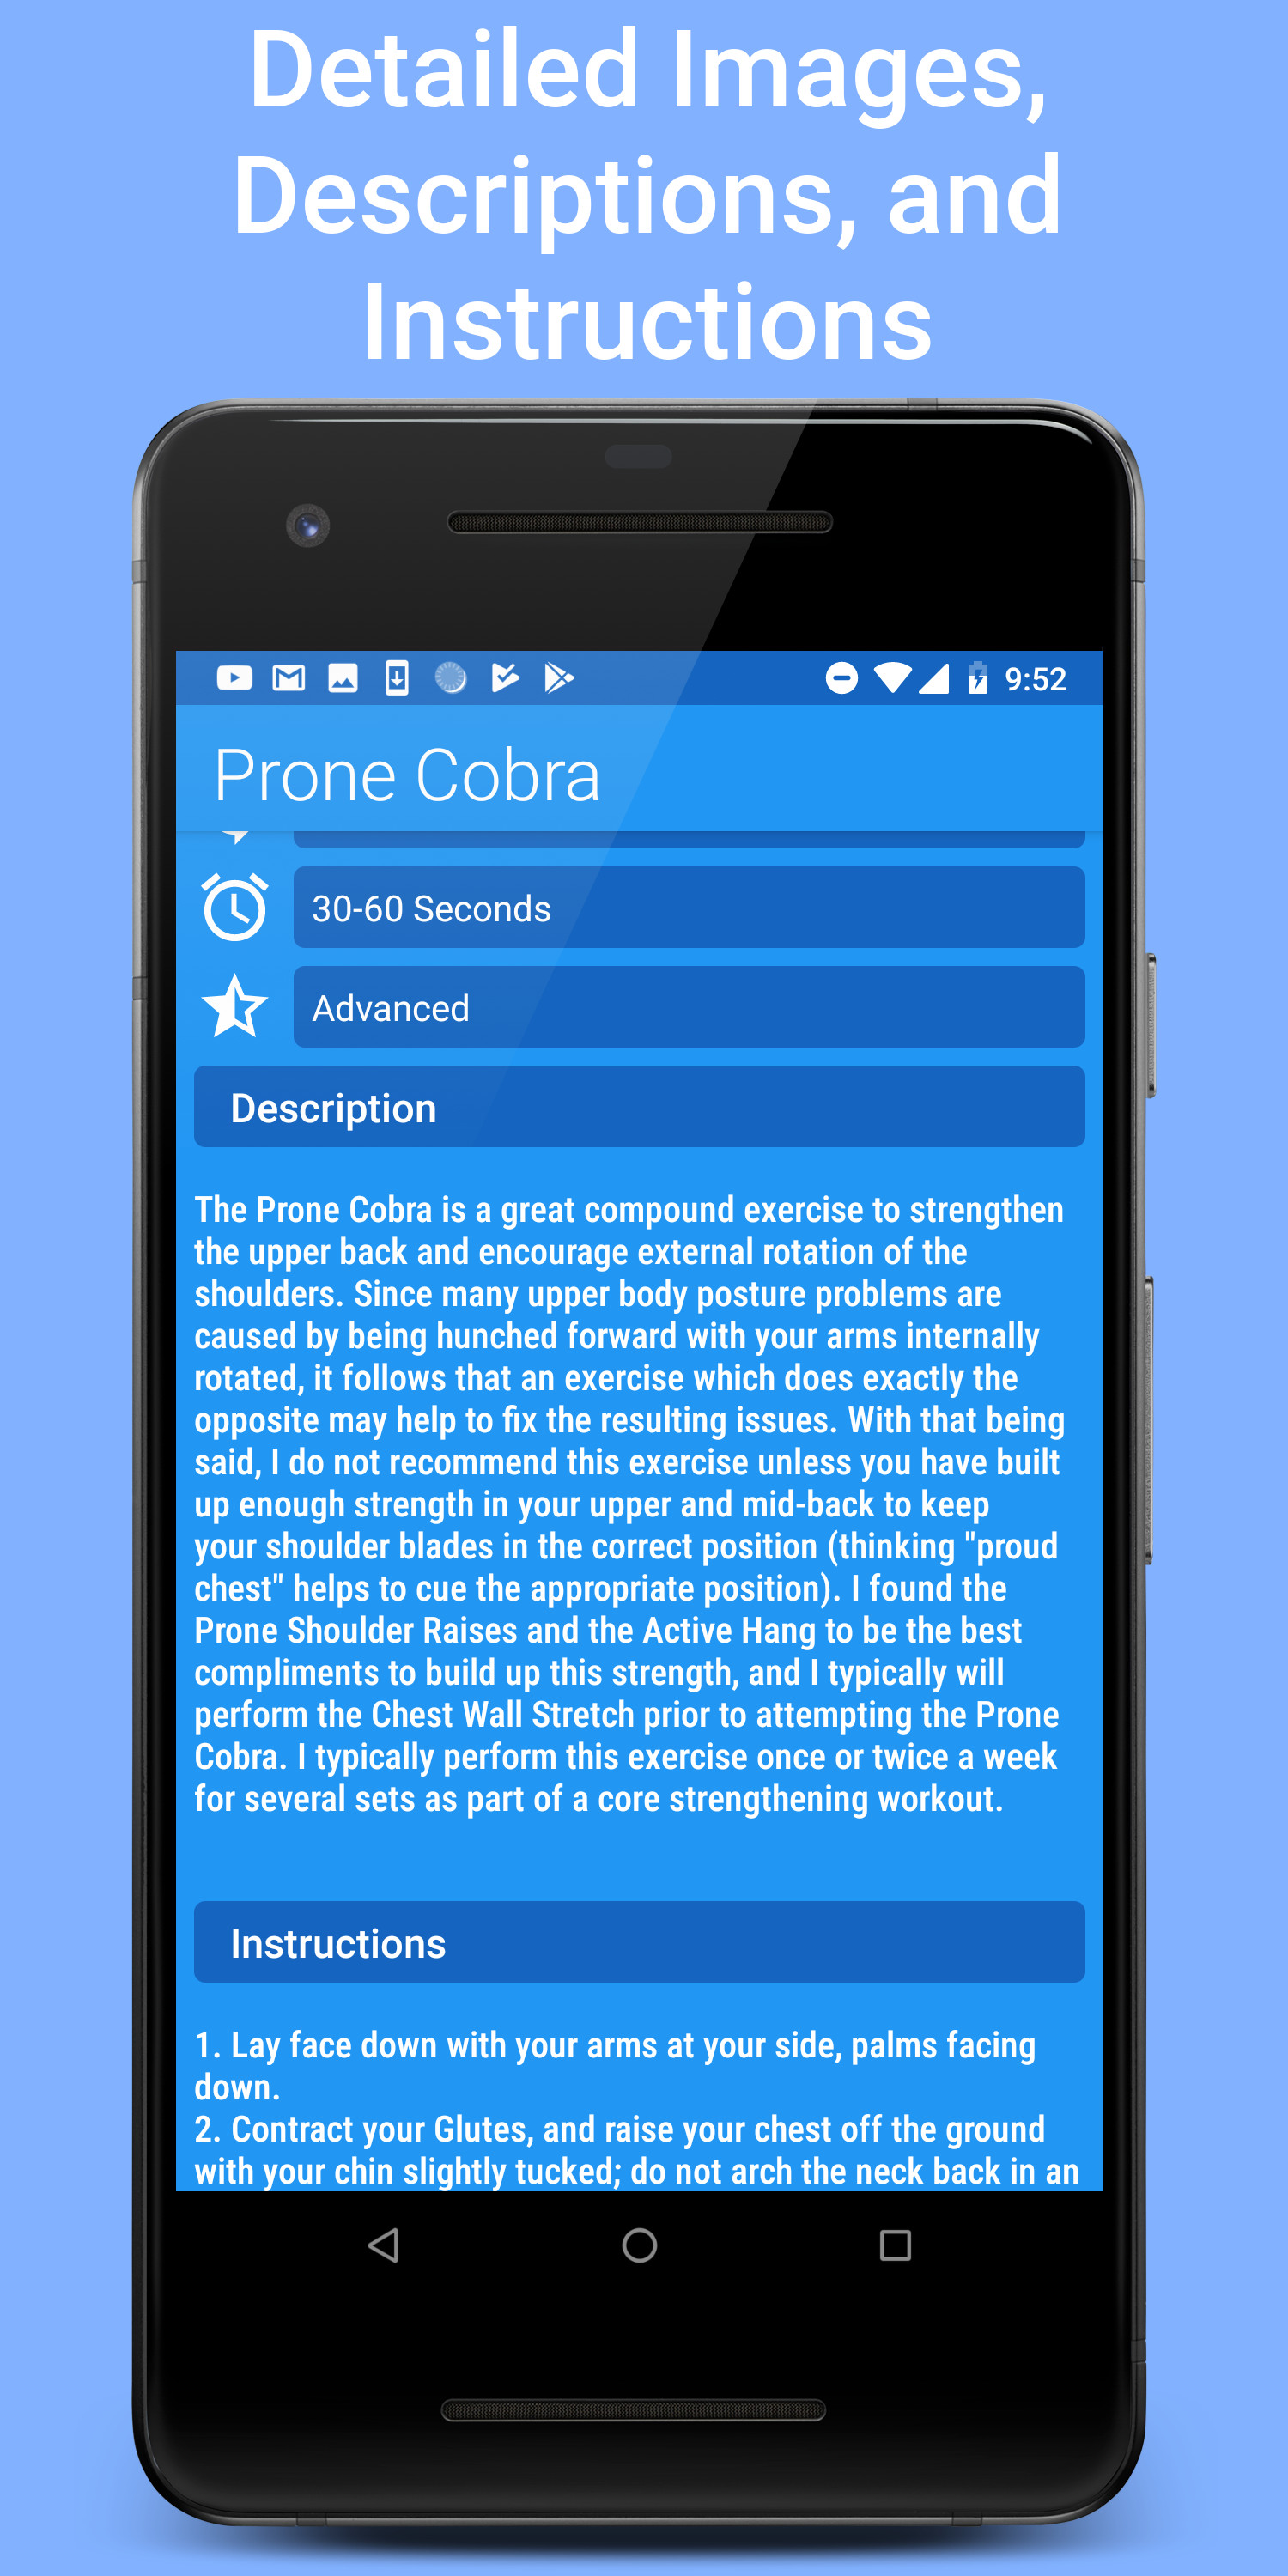 Detailed Images,
Descriptions, and
Instructions
9:52
Prone Cobra
30-60 Seconds
Advanced
Description
The Prone Cobra is a great compound exercise to strengthen
the upper back and encourage external rotation of the
shoulders. Since many upper body posture problems are
caused by being hunched forward with your arms internally
rotated, it follows that an exercise which does exactly the
opposite may help to fix the resulting issues. With that being
said, I do not recommend this exercise unless you have built
up enough strength in your upper and mid-back to keep
your shoulder blades in the correct position (thinking "proud
chest" helps to cue the appropriate position). I found the
Prone Shoulder Raises and the Active Hang to be the best
compliments to build up this strength, and I typically will
perform the Chest Wall Stretch prior to attempting the Prone
Cobra. I typically perform this exercise once or twice a week
for several sets as part of a core strengthening workout.
Instructions
1. Lay face down with your arms at your side, palms facing
down.
2. Contract your Glutes, and raise your chest off the ground
with your chin slightly tucked; do not arch the neck back in an